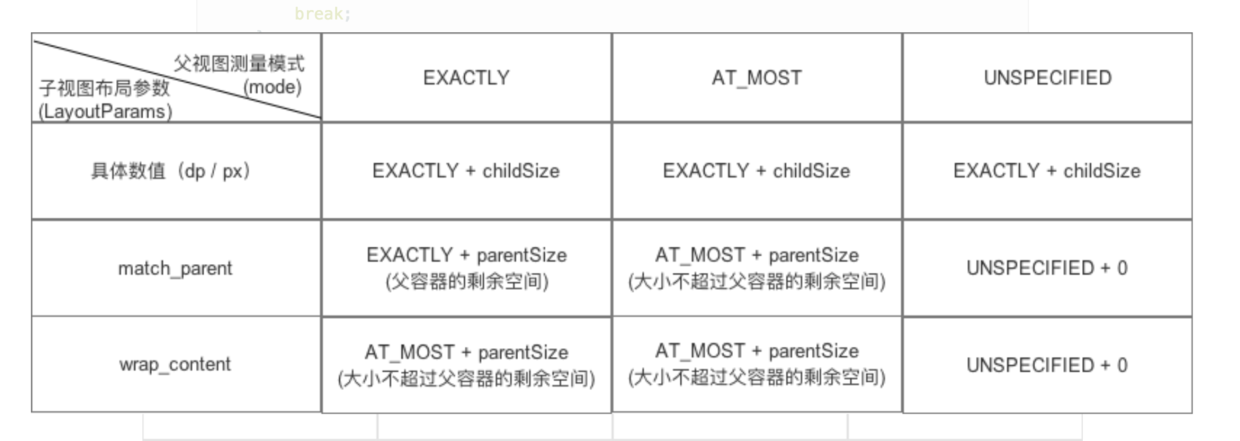 break;
父视图测量模式
(mode)
子视图布局参数
(LayoutParams)
EXACTLY
AT_MOST
UNSPECIFIED
具体数值（dp / px）
EXACTLY + childSize
EXACTLY + childSize
EXACTLY + childSize
match_parent
EXACTLY + parentSize
(父容器的剩余空间)
AT_MOST + parentSize
(大小不超过父容器的剩余空间)
UNSPECIFIED + 0
wrap_content
AT_MOST + parentSize
(大小不超过父容器的剩余空间)
AT_MOST + parentSize
(大小不超过父容器的剩余空间)
UNSPECIFIED + 0